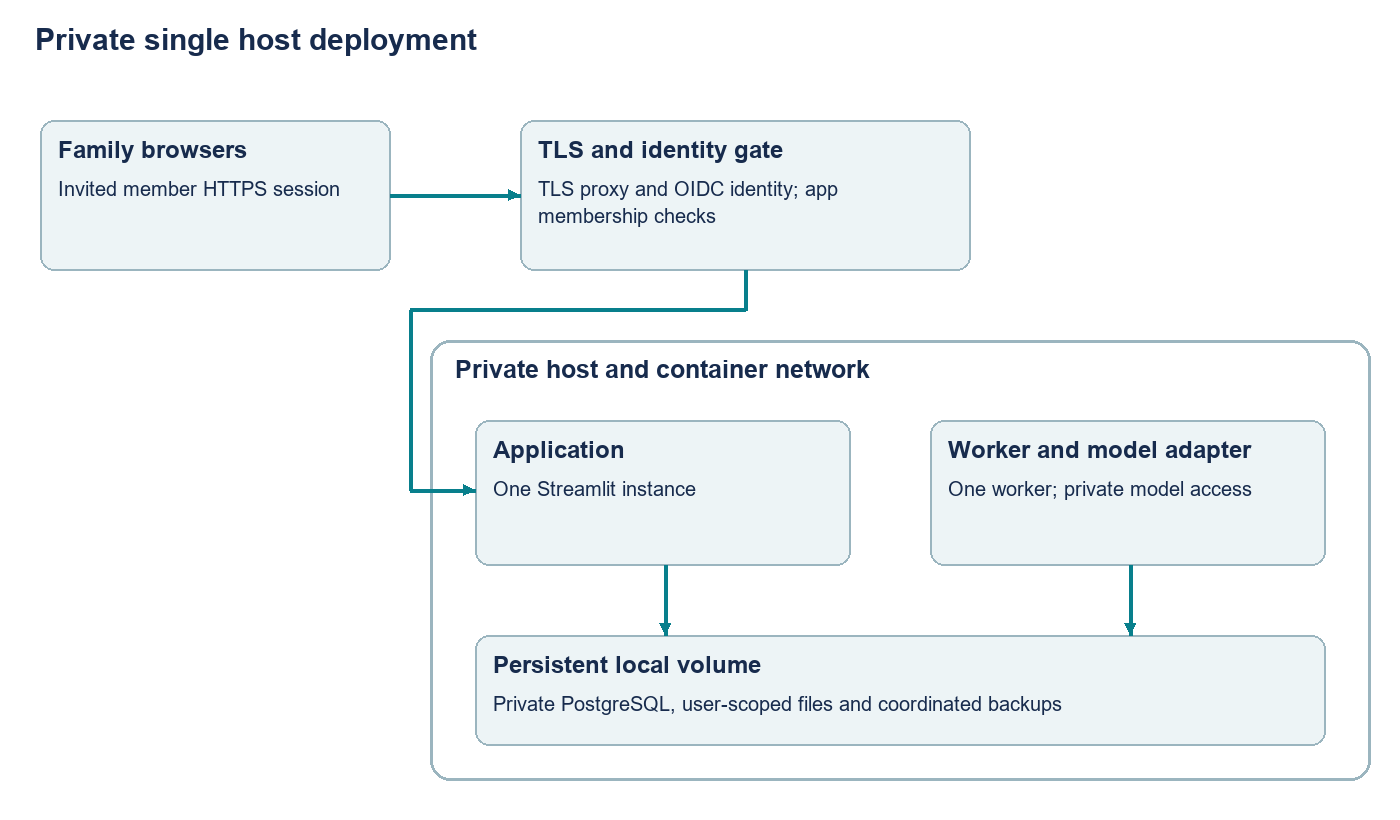 Private single host deployment
Family browsers
Invited member HTTPS session
TLS and identity gate
TLS proxy and OIDC identity; app
membership checks
Private host and container network
Application
One Streamlit instance
Worker and model adapter
One worker; private model access
Persistent local volume
Private PostgreSQL, user-scoped files and coordinated backups